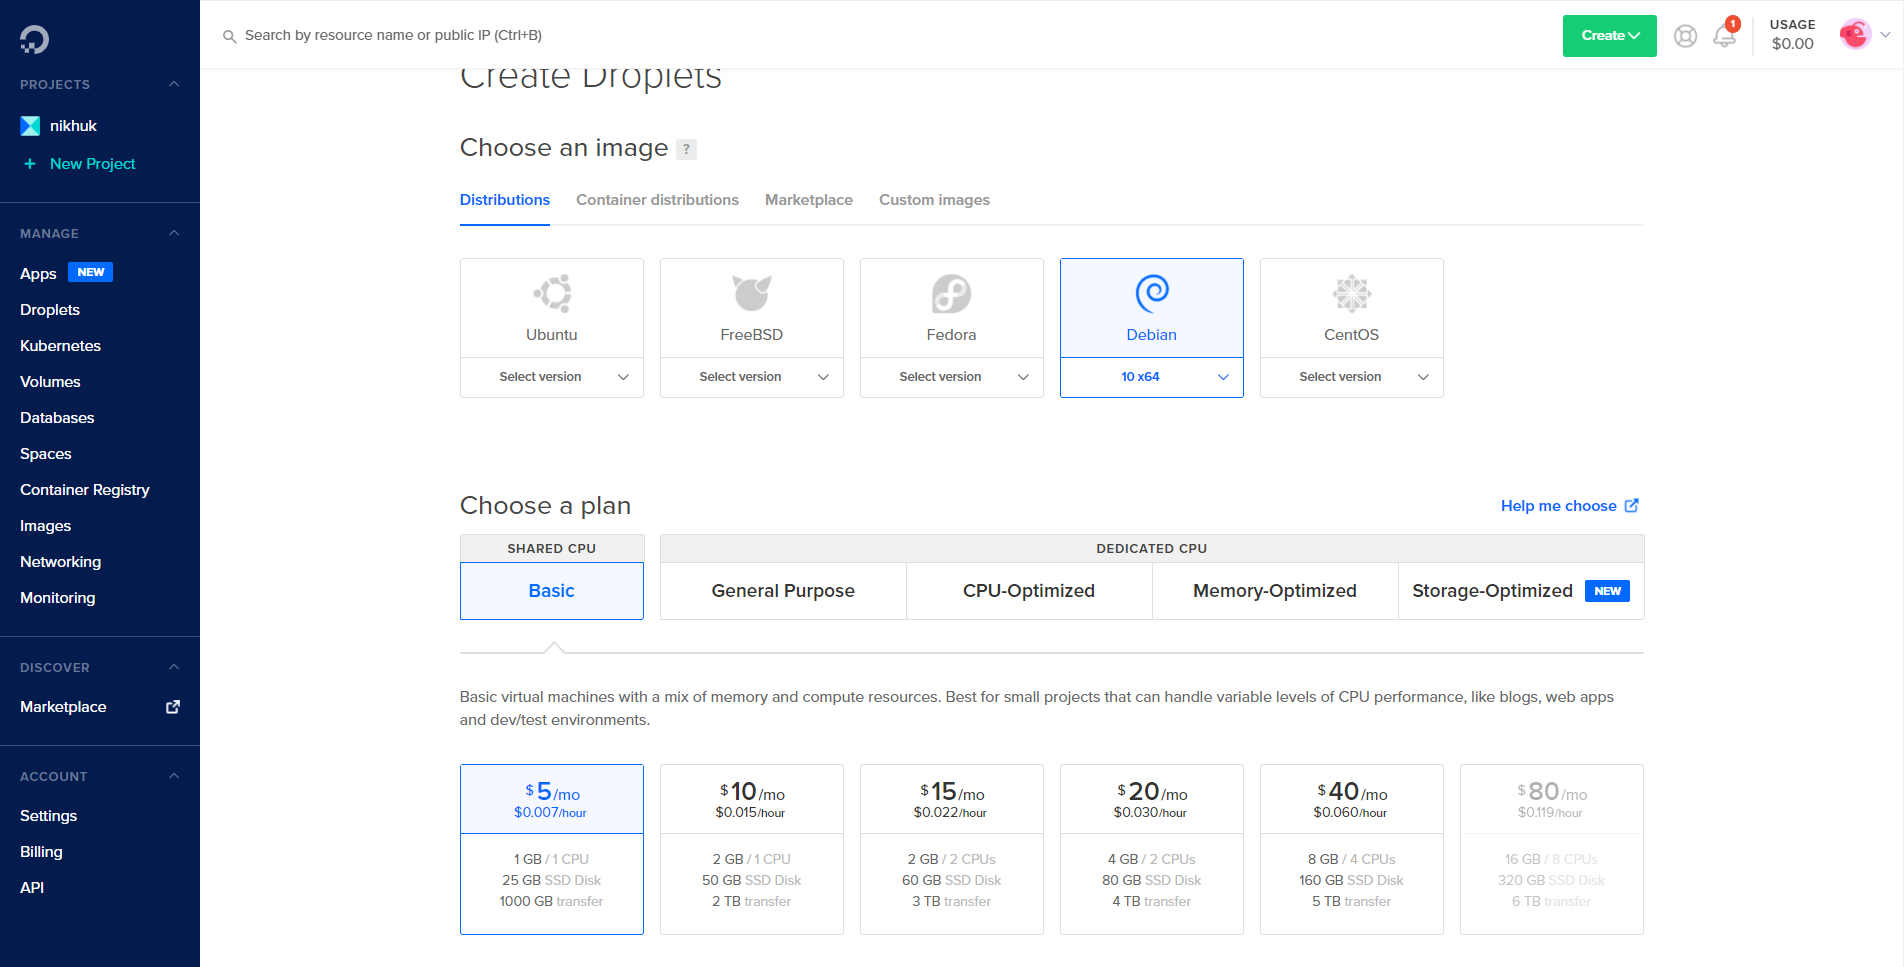 Search by resource name or public IP (Ctrl+B)
Create
1
USAGE
$0.00
PROJECTS
nikhuk
+ New Project
MANAGE
Apps NEW
Droplets
Kubernetes
Volumes
Databases
Spaces
Container Registry
Images
Networking
Monitoring
DISCOVER
Marketplace
ACCOUNT
Settings
Billing
API
Create Droplets
Choose an image ?
Distributions Container distributions Marketplace Custom images
Ubuntu FreeBSD Fedora Debian CentOS
Select version Select version Select version 10 x64 Select version
Choose a plan Help me choose
SHARED CPU DEDICATED CPU
Basic General Purpose CPU-Optimized Memory-Optimized Storage-Optimized NEW
Basic virtual machines with a mix of memory and compute resources. Best for small projects that can handle variable levels of CPU performance, like blogs, web apps
and dev/test environments.
$5/mo $10/mo $15/mo $20/mo $40/mo $80/mo
$0.007/hour $0.015/hour $0.022/hour $0.030/hour $0.060/hour $0.119/hour
1 GB / 1 CPU 2 GB / 1 CPU 2 GB / 2 CPUs 4 GB / 2 CPUs 8 GB / 4 CPUs 16 GB / 8 CPUs
25 GB SSD Disk 50 GB SSD Disk 60 GB SSD Disk 80 GB SSD Disk 160 GB SSD Disk 320 GB SSD Disk
1000 GB transfer 2 TB transfer 3 TB transfer 4 TB transfer 5 TB transfer 6 TB transfer